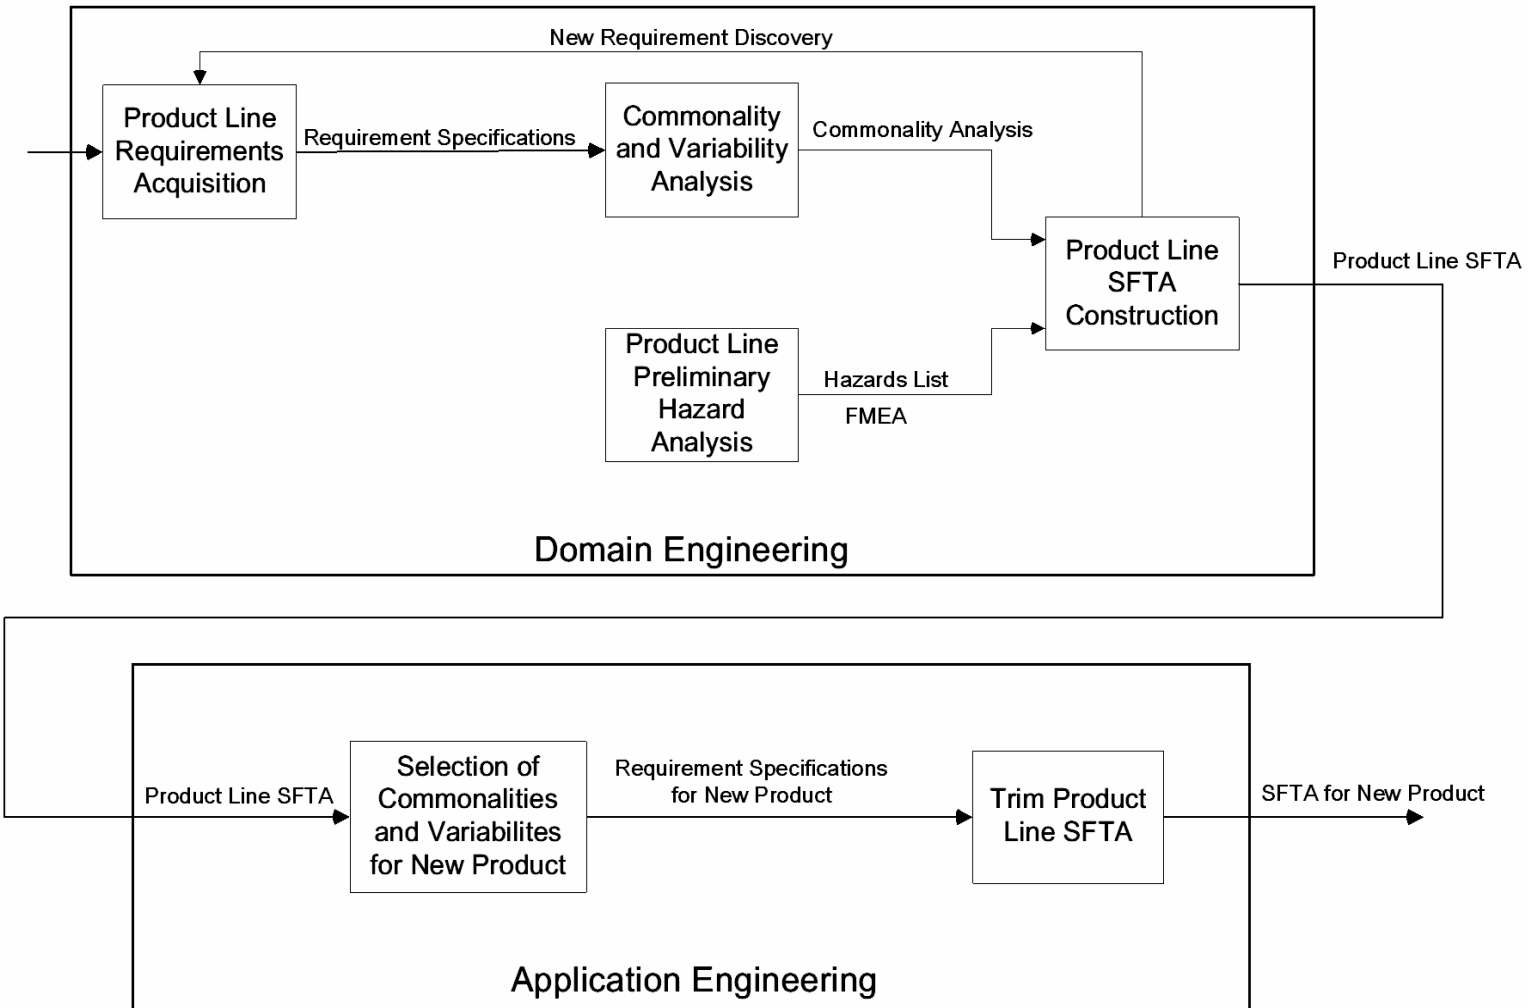 New Requirement Discovery
Product Line
Requirements
Acquisition
Requirement Specifications
Commonality
and Variability
Analysis
Commonality Analysis
Product Line
SFTA
Construction
Product Line SFTA
Product Line
Preliminary
Hazard
Analysis
Hazards List
FMEA
Domain Engineering
Product Line SFTA
Selection of
Commonalities
and Variabilites
for New Product
Requirement Specifications
for New Product
Trim Product
Line SFTA
SFTA for New Product
Application Engineering